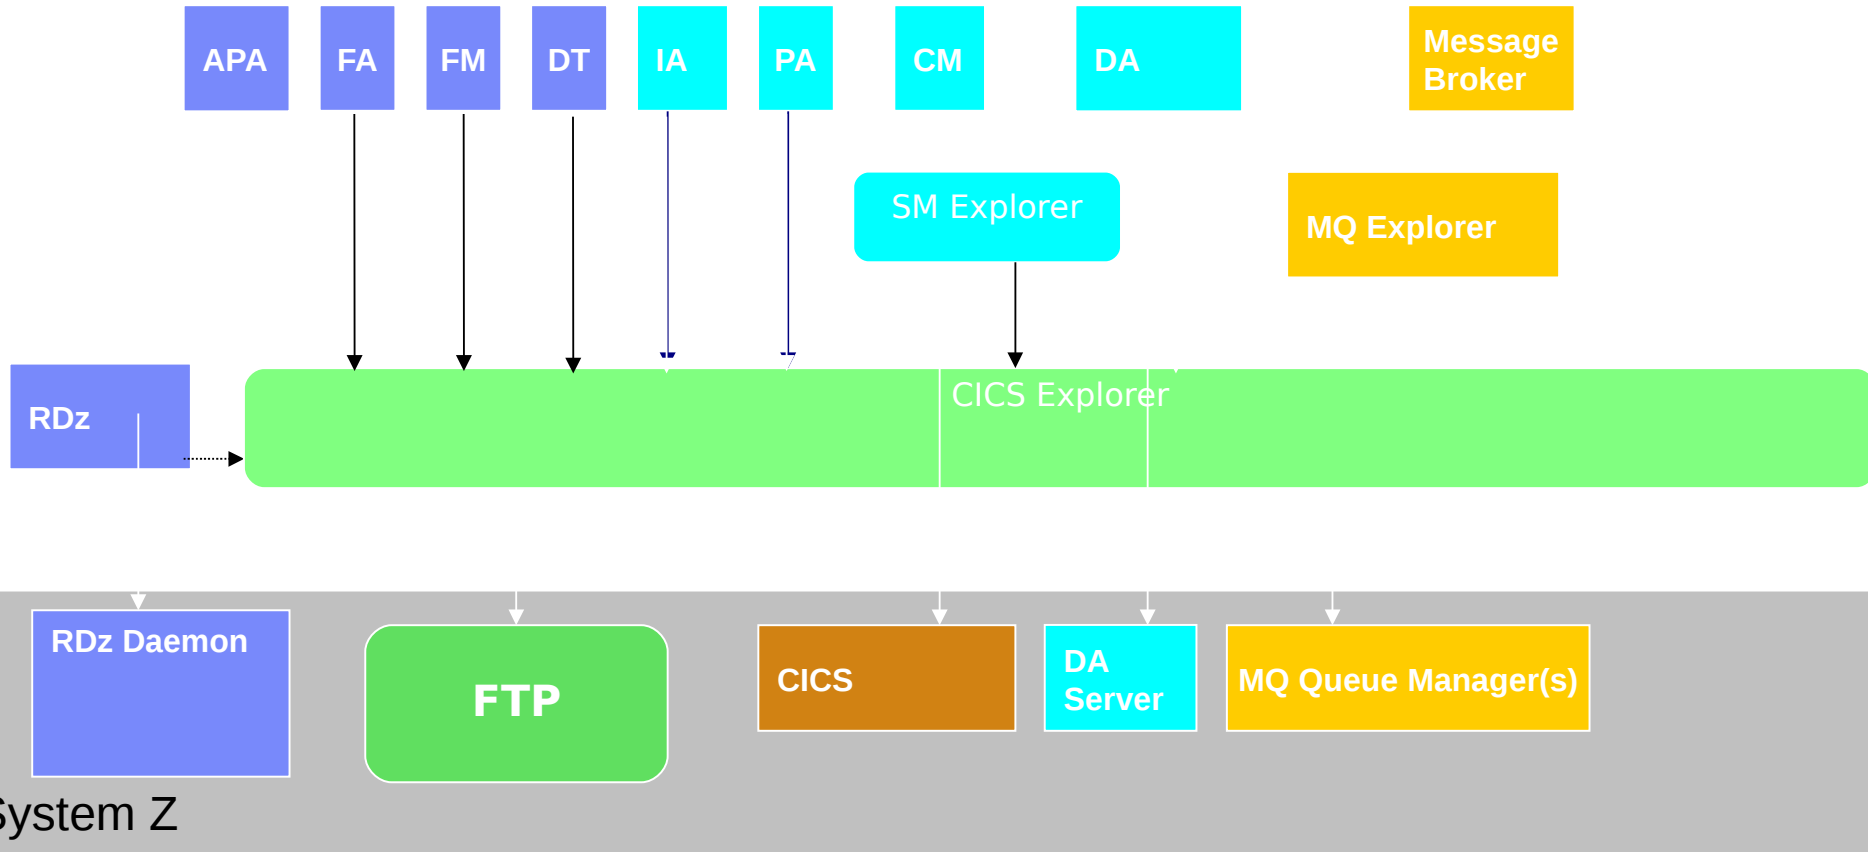 APA
FA
FM
DT
IA
PA
CM
DA
Message
Broker
SM Explorer
MQ Explorer
CICS Explorer
RDz
RDz Daemon
FTP
CICS
DA
Server
MQ Queue Manager(s)
System Z